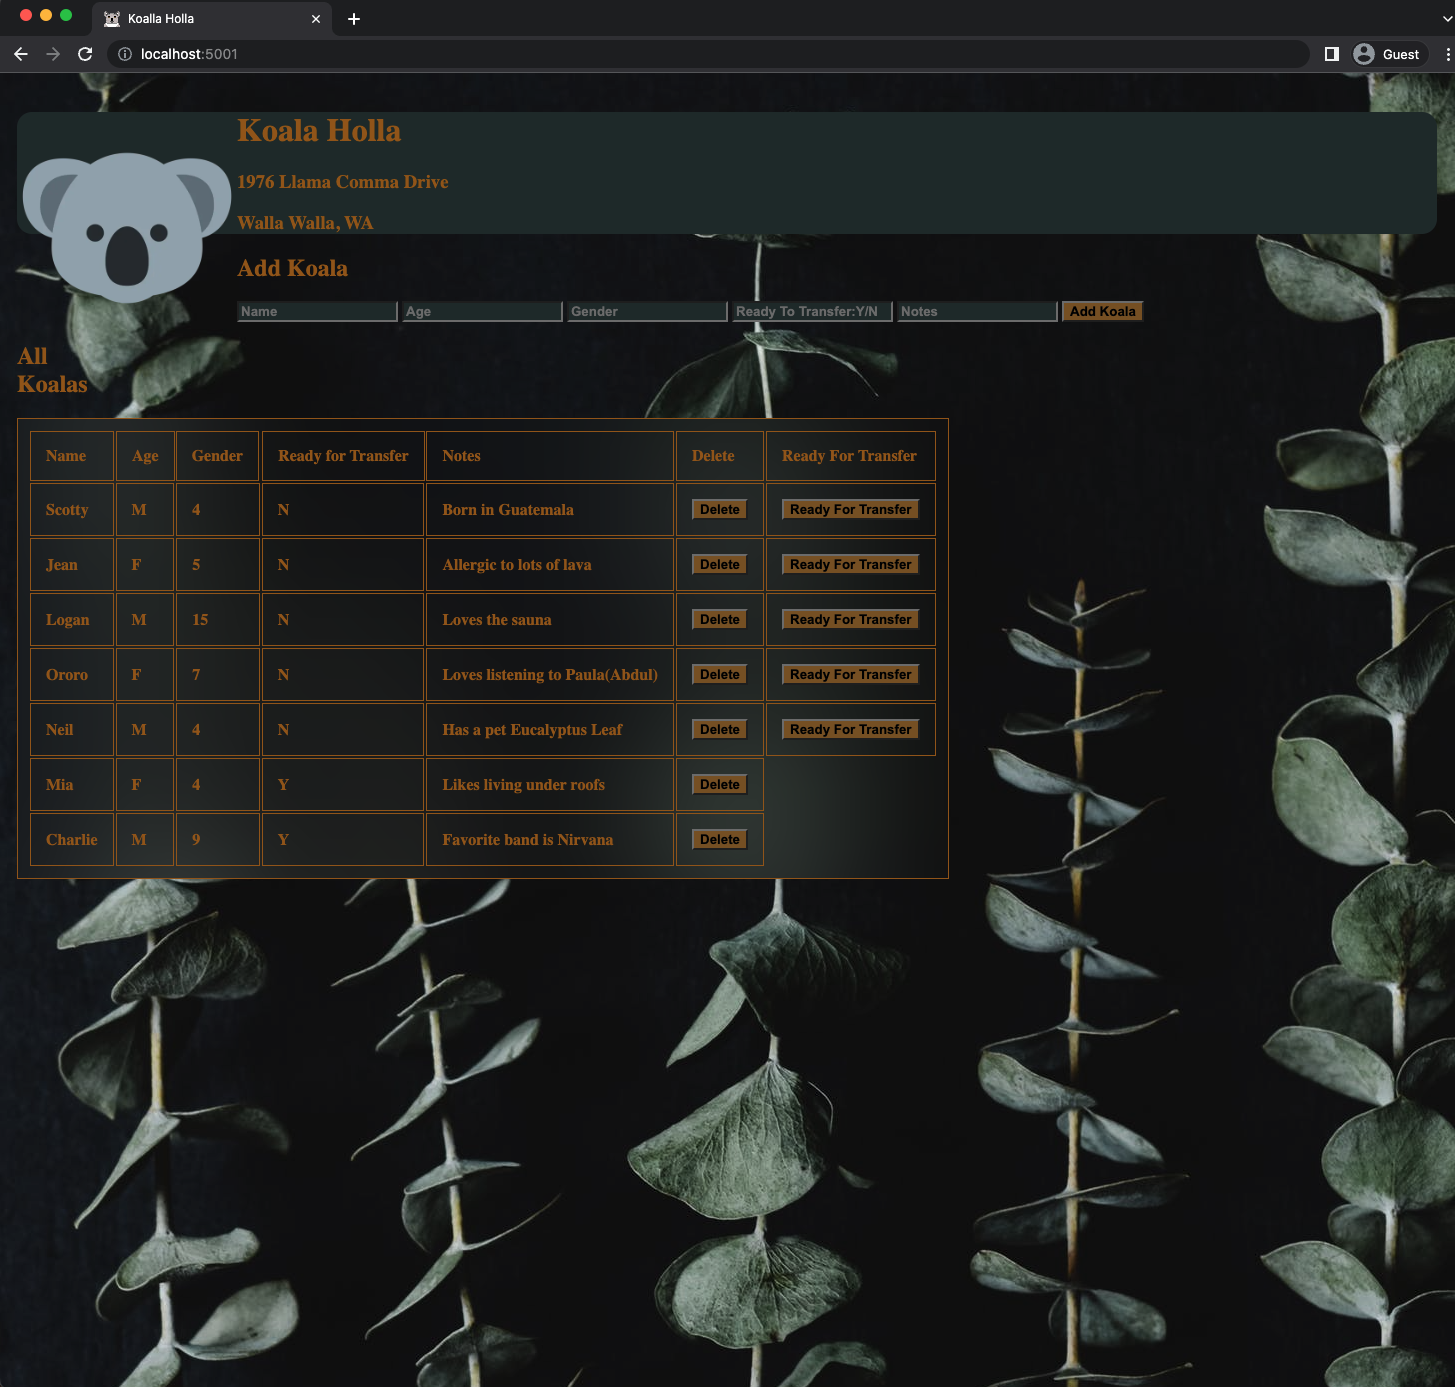 Koalla Holla
localhost:5001
Guest
Koala Holla
1976 Llama Comma Drive
Walla Walla, WA
Add Koala
Name Age Gender Ready To Transfer:Y/N Notes Add Koala
All
Koalas
Name Age Gender Ready for Transfer Notes Delete Ready For Transfer
Scotty M 4 N Born in Guatemala Delete Ready For Transfer
Jean F 5 N Allergic to lots of lava Delete Ready For Transfer
Logan M 15 N Loves the sauna Delete Ready For Transfer
Ororo F 7 N Loves listening to Paula(Abdul) Delete Ready For Transfer
Neil M 4 N Has a pet Eucalyptus Leaf Delete Ready For Transfer
Mia F 4 Y Likes living under roofs Delete
Charlie M 9 Y Favorite band is Nirvana Delete